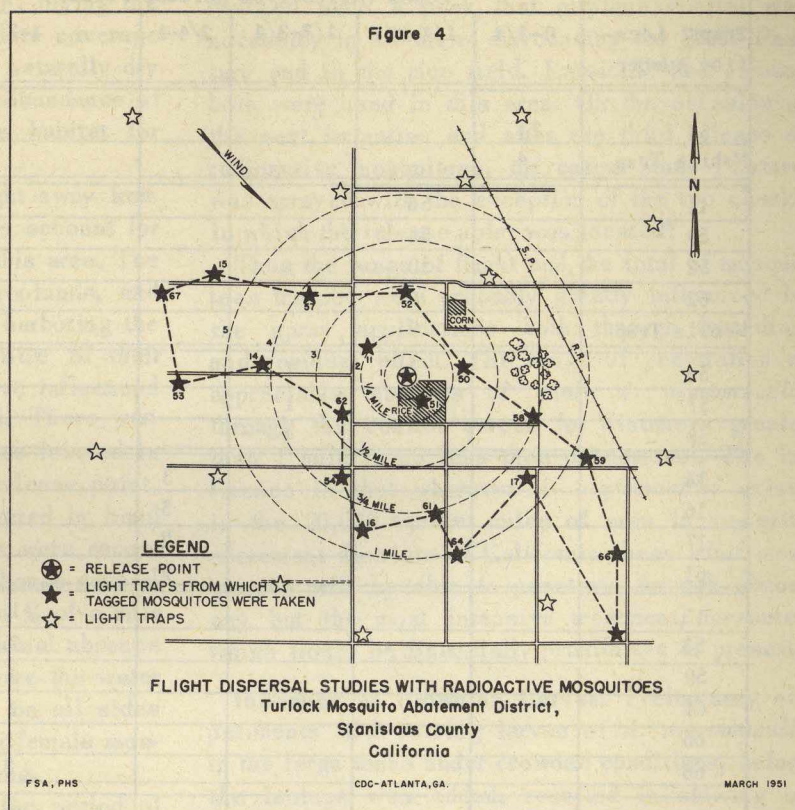 Figure 4
WIND
N
S. P.
R.R.
15
67
57
52
CORN
5
4
3
2
14
53
50
1/4 MILE
RICE
51
62
58
1/2 MILE
59
54
17
3/4 MILE
61
16
1 MILE
64
66
LEGEND
= RELEASE POINT
= LIGHT TRAPS FROM WHICH
TAGGED MOSQUITOES WERE TAKEN
= LIGHT TRAPS
FLIGHT DISPERSAL STUDIES WITH RADIOACTIVE MOSQUITOES
Turlock Mosquito Abatement District,
Stanislaus County
California
FSA, PHS
CDC-ATLANTA, GA.
MARCH 1951